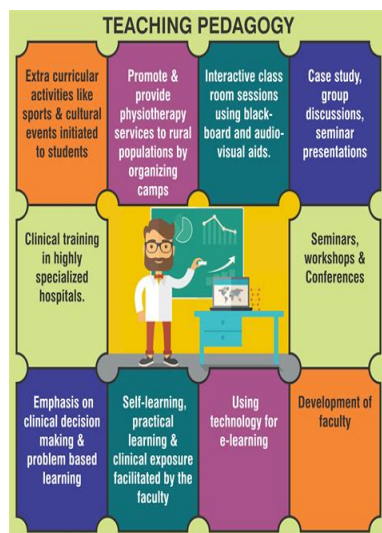 TEACHING PEDAGOGY
Extra curricular
activities like
sports & cultural
events initiated
to students
Promote &
provide
physiotherapy
services to rural
populations by
organizing
camps
Interactive class
room sessions
using black-
board and audio-
visual aids.
Case study,
group
discussions,
seminar
presentations
Clinical training
in highly
specialized
hospitals.
Seminars,
workshops &
Conferences
Emphasis on
clinical decision
making &
problem based
learning
Self-learning,
practical
learning &
clinical exposure
facilitated by the
faculty
Using
technology for
e-learning
Development of
faculty